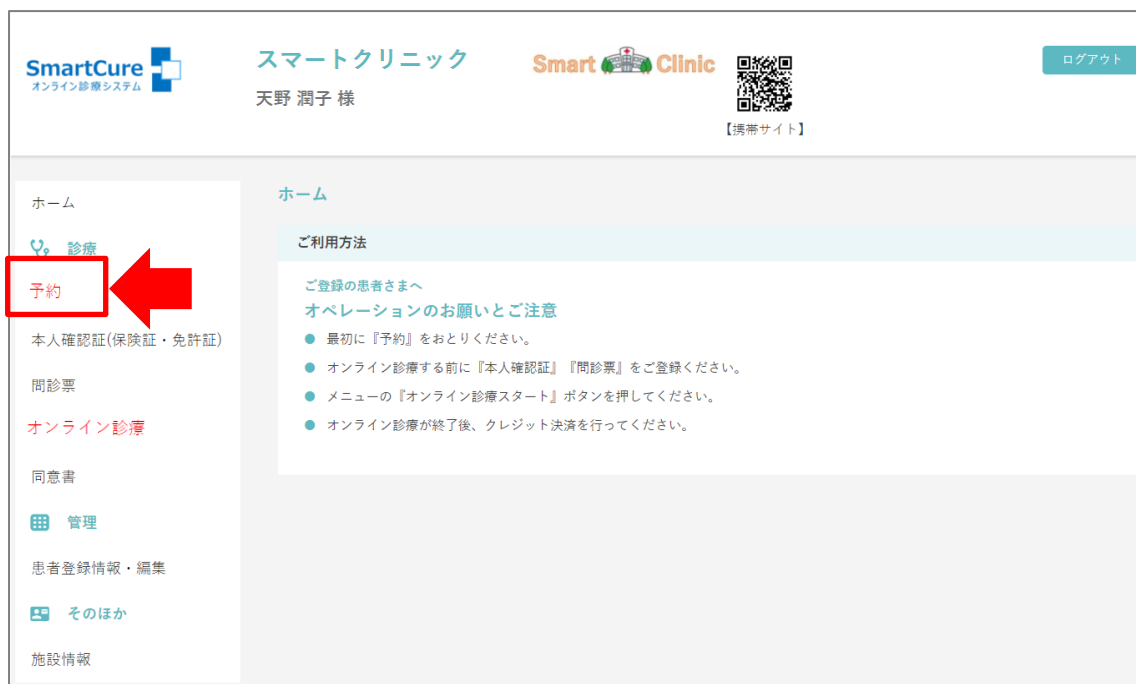 SmartCure
オンライン診療システム
スマートクリニック
天野 潤子 様
Smart Clinic
【携帯サイト】
ログアウト
ホーム
診療
予約
本人確認証(保険証・免許証)
問診票
オンライン診療
同意書
管理
患者登録情報・編集
そのほか
施設情報
ホーム
ご利用方法
ご登録の患者さまへ
オペレーションのお願いとご注意
● 最初に『予約』をおとりください。
● オンライン診療する前に『本人確認証』『問診票』をご登録ください。
● メニューの『オンライン診療スタート』ボタンを押してください。
● オンライン診療が終了後、クレジット決済を行ってください。